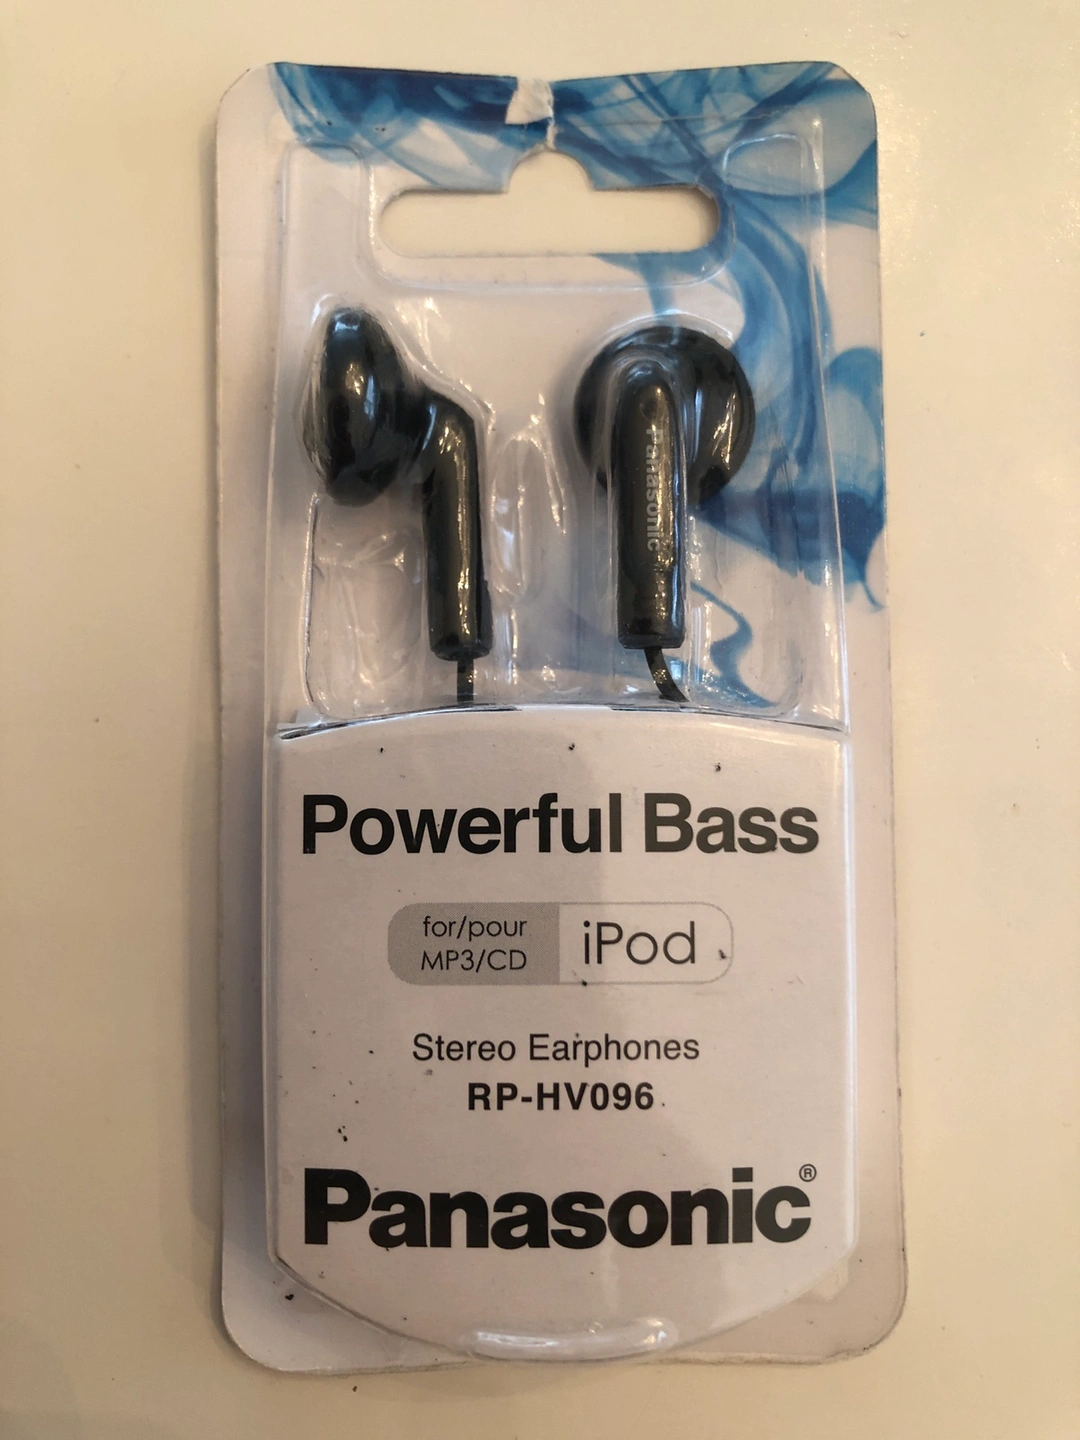 Panasonic
Powerful Bass
for/pour
MP3/CD
iPod
Stereo Earphones
RP-HV096
Panasonic®